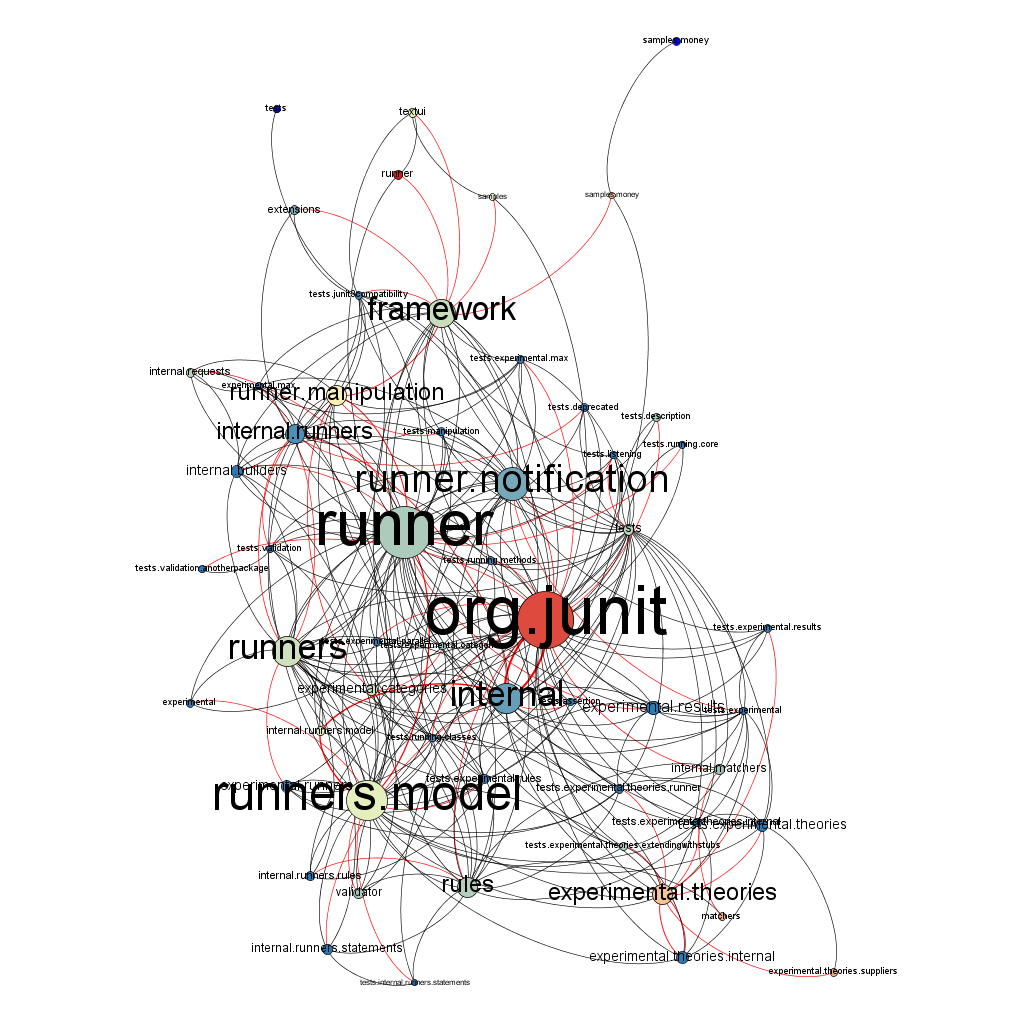 samples.money
tests
textui
runner
samples
samples.money
extensions
tests.junit3compatibility
framework
tests.experimental.max
internal.requests
experimental.max
runner.manipulation
tests.deprecated
tests.description
internal.runners
tests.manipulation
tests.running.core
tests.listening
internal.builders
runner.notification
runner
tests
tests.validation
tests.running.methods
tests.validation.anotherpackage
org.junit
tests.experimental.results
runners
tests.experimental.parallel
tests.experimental.categories
experimental.categories
internal
experimental
tests.assertion
experimental.results
tests.experimental
internal.runners.model
tests.running.classes
internal.matchers
experimental.runners
tests.experimental.rules
tests.experimental.theories.runner
runners.model
tests.experimental.theories.internal
tests.experimental.theories
tests.experimental.theories.extendingwithstubs
internal.runners.rules
validator
rules
experimental.theories
matchers
internal.runners.statements
experimental.theories.internal
experimental.theories.suppliers
tests.internal.runners.statements